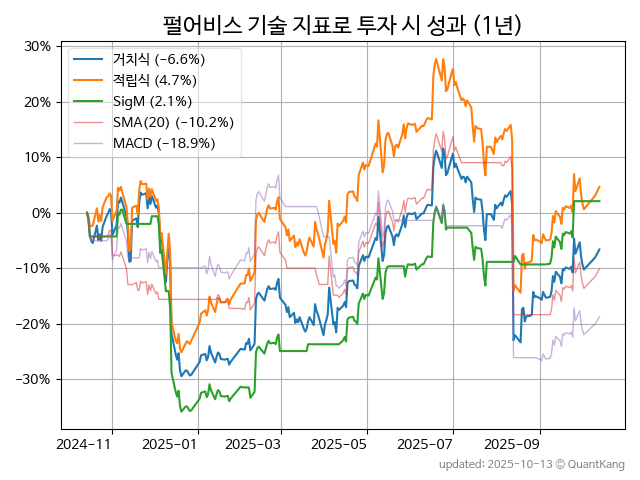 펄어비스 기술 지표로 투자 시 성과 (1년)
거치식 (−6.6%)
적립식 (4.7%)
SigM (2.1%)
SMA(20) (−10.2%)
MACD (−18.9%)
30%
20%
10%
0%
−10%
−20%
−30%
2024-11
2025-01
2025-03
2025-05
2025-07
2025-09
updated: 2025-10-13 © QuantKang